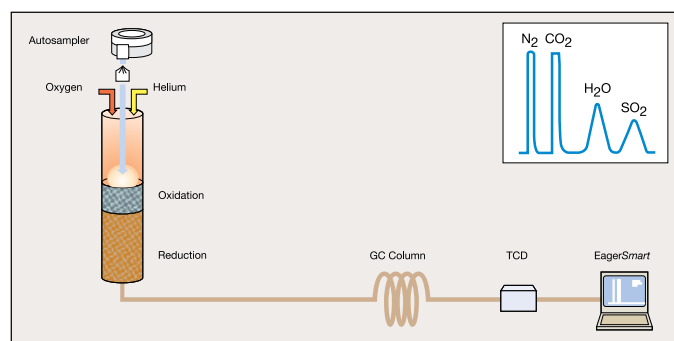 Autosampler
Oxygen
Helium
Oxidation
Reduction
GC Column
TCD
EagerSmart
N2
CO2
H2O
SO2